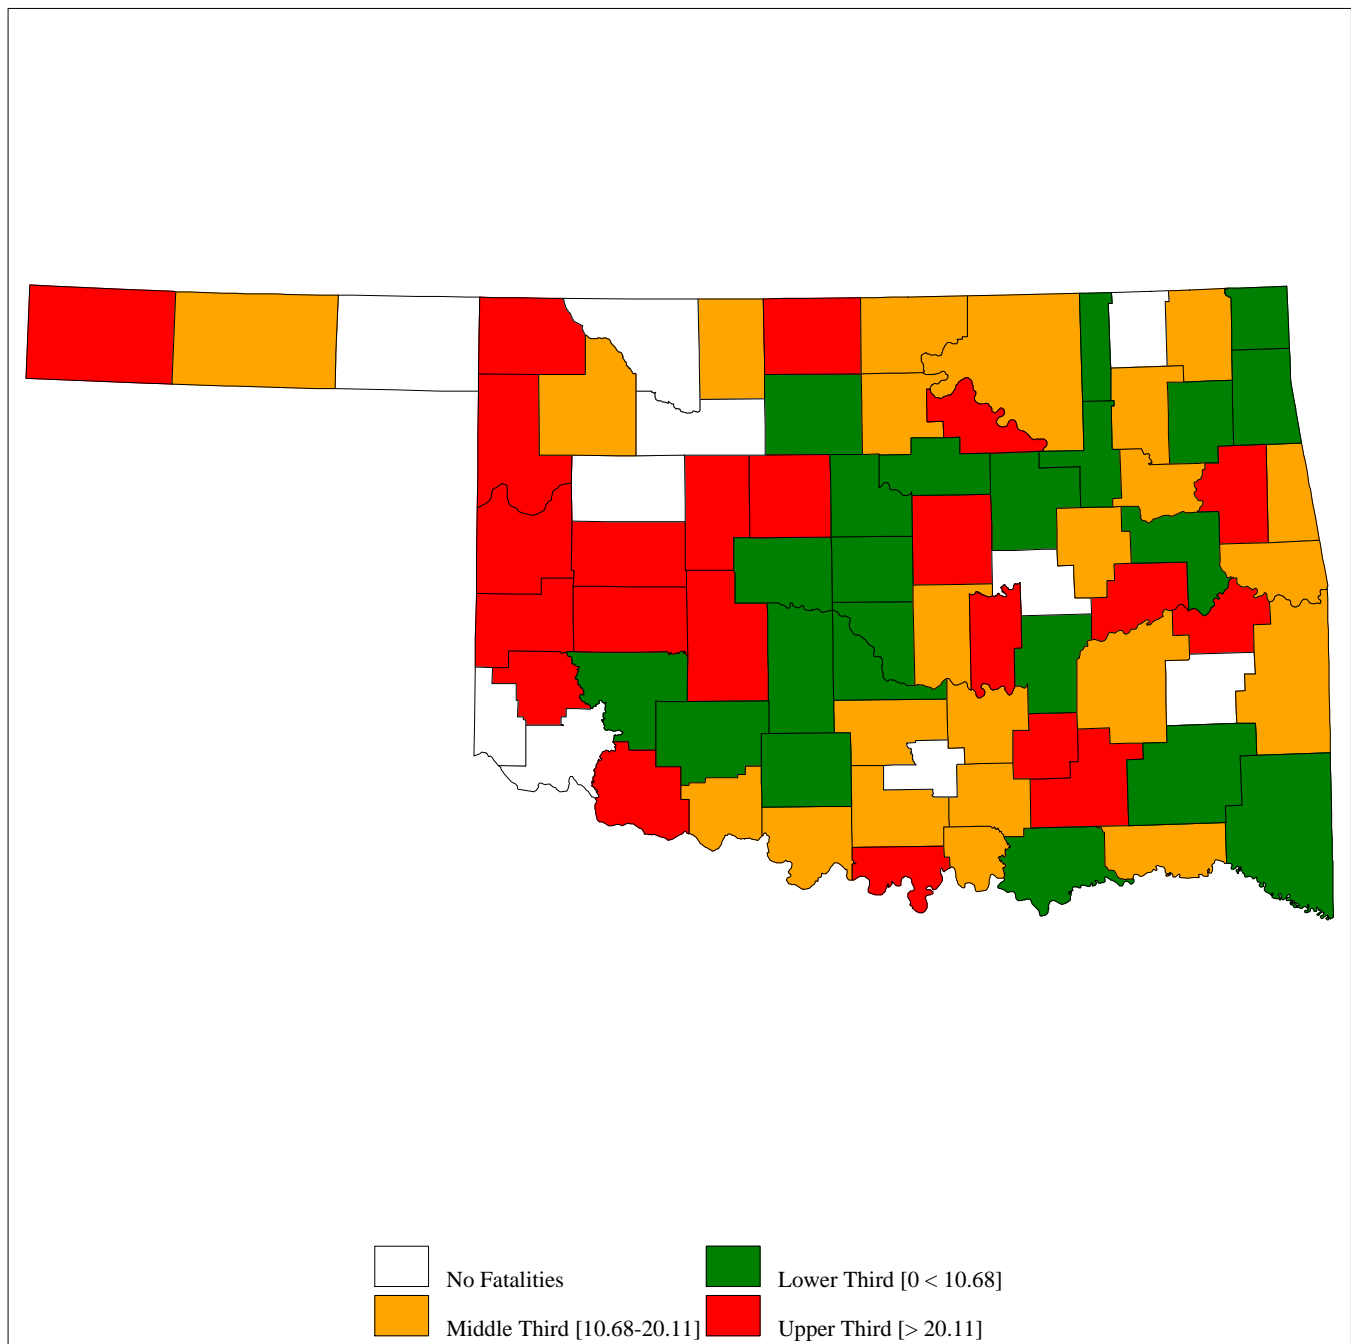 No Fatalities
Lower Third [0 < 10.68]
Middle Third [10.68-20.11]
Upper Third [> 20.11]